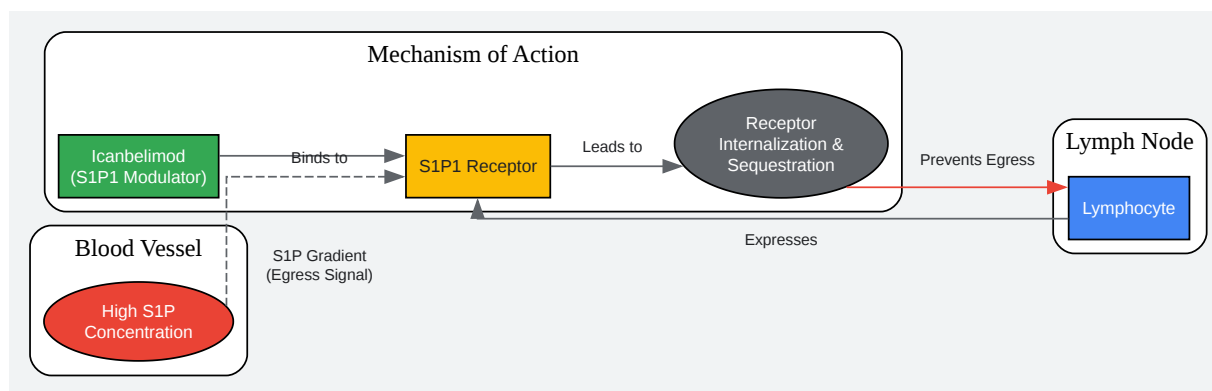 Mechanism of Action
Icanbelimod
(S1P1 Modulator)
Binds to
S1P1 Receptor
Leads to
Receptor
Internalization &
Sequestration
Prevents Egress
Lymph Node
Lymphocyte
Expresses
Blood Vessel
S1P Gradient
(Egress Signal)
High S1P
Concentration